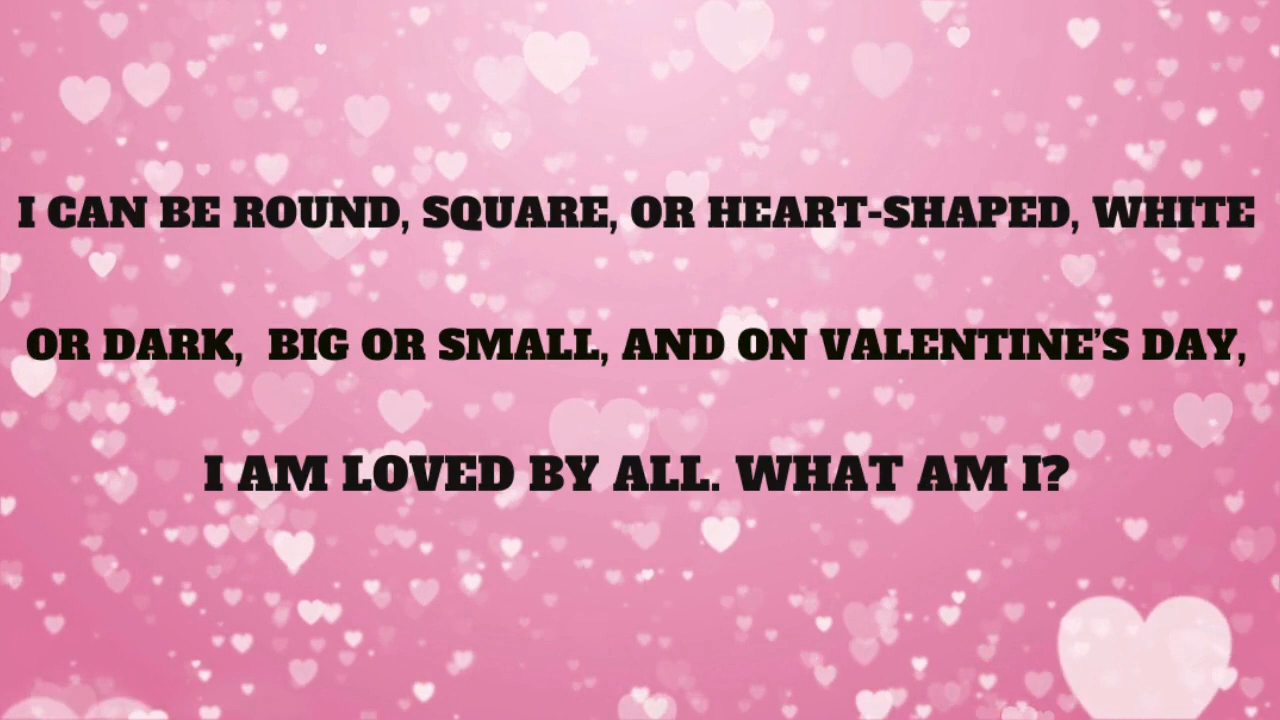 I CAN BE ROUND, SQUARE, OR HEART-SHAPED, WHITE
OR DARK, BIG OR SMALL, AND ON VALENTINE’S DAY,
I AM LOVED BY ALL. WHAT AM I?